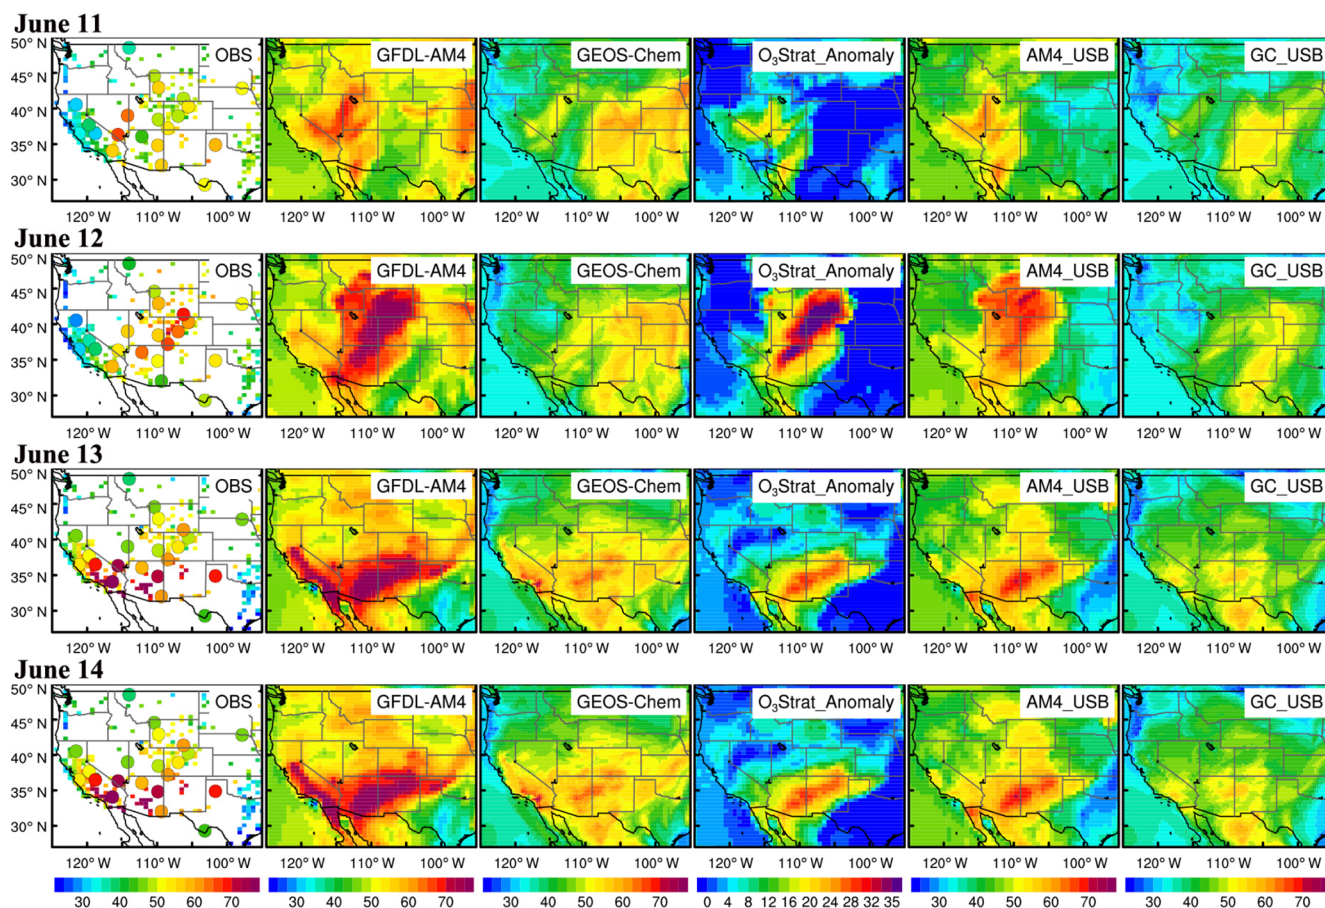 June 11
50° N OBS GFDL-AM4 GEOS-Chem O₃Strat_Anomaly AM4_USB GC_USB
45° N
40° N
35° N
30° N
120° W 110° W 100° W 120° W 110° W 100° W 120° W 110° W 100° W 120° W 110° W 100° W 120° W 110° W 100° W 120° W 110° W 100° W
June 12
50° N OBS GFDL-AM4 GEOS-Chem O₃Strat_Anomaly AM4_USB GC_USB
45° N
40° N
35° N
30° N
120° W 110° W 100° W 120° W 110° W 100° W 120° W 110° W 100° W 120° W 110° W 100° W 120° W 110° W 100° W 120° W 110° W 100° W
June 13
50° N OBS GFDL-AM4 GEOS-Chem O₃Strat_Anomaly AM4_USB GC_USB
45° N
40° N
35° N
30° N
120° W 110° W 100° W 120° W 110° W 100° W 120° W 110° W 100° W 120° W 110° W 100° W 120° W 110° W 100° W 120° W 110° W 100° W
June 14
50° N OBS GFDL-AM4 GEOS-Chem O₃Strat_Anomaly AM4_USB GC_USB
45° N
40° N
35° N
30° N
120° W 110° W 100° W 120° W 110° W 100° W 120° W 110° W 100° W 120° W 110° W 100° W 120° W 110° W 100° W 120° W 110° W 100° W
30 40 50 60 70 30 40 50 60 70 30 40 50 60 70 0 4 8 12 16 20 24 28 32 35 30 40 50 60 70 30 40 50 60 70